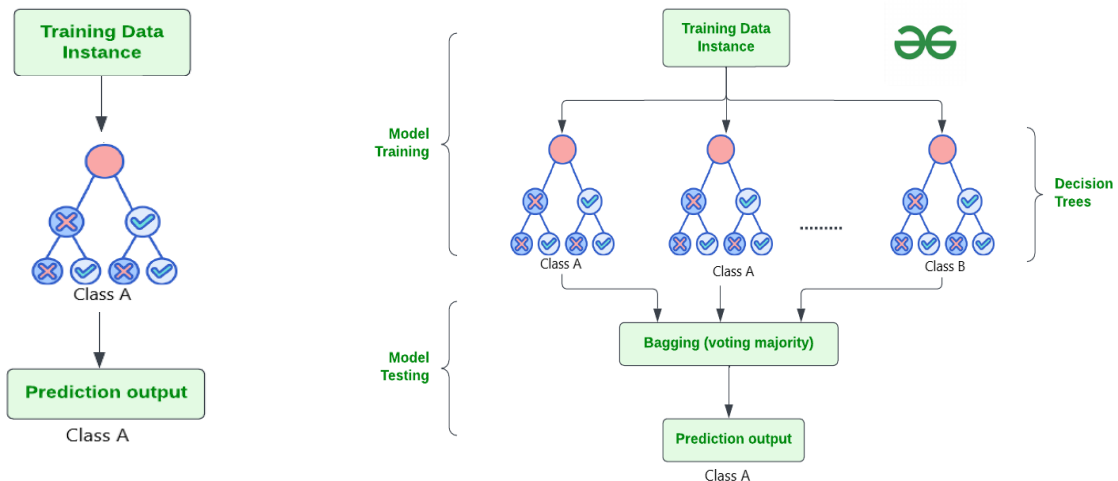 Training Data
Instance
Class A
Prediction output
Class A
Training Data
Instance
Model
Training
Decision
Trees
.........
Class A
Class A
Class B
Bagging (voting majority)
Model
Testing
Prediction output
Class A